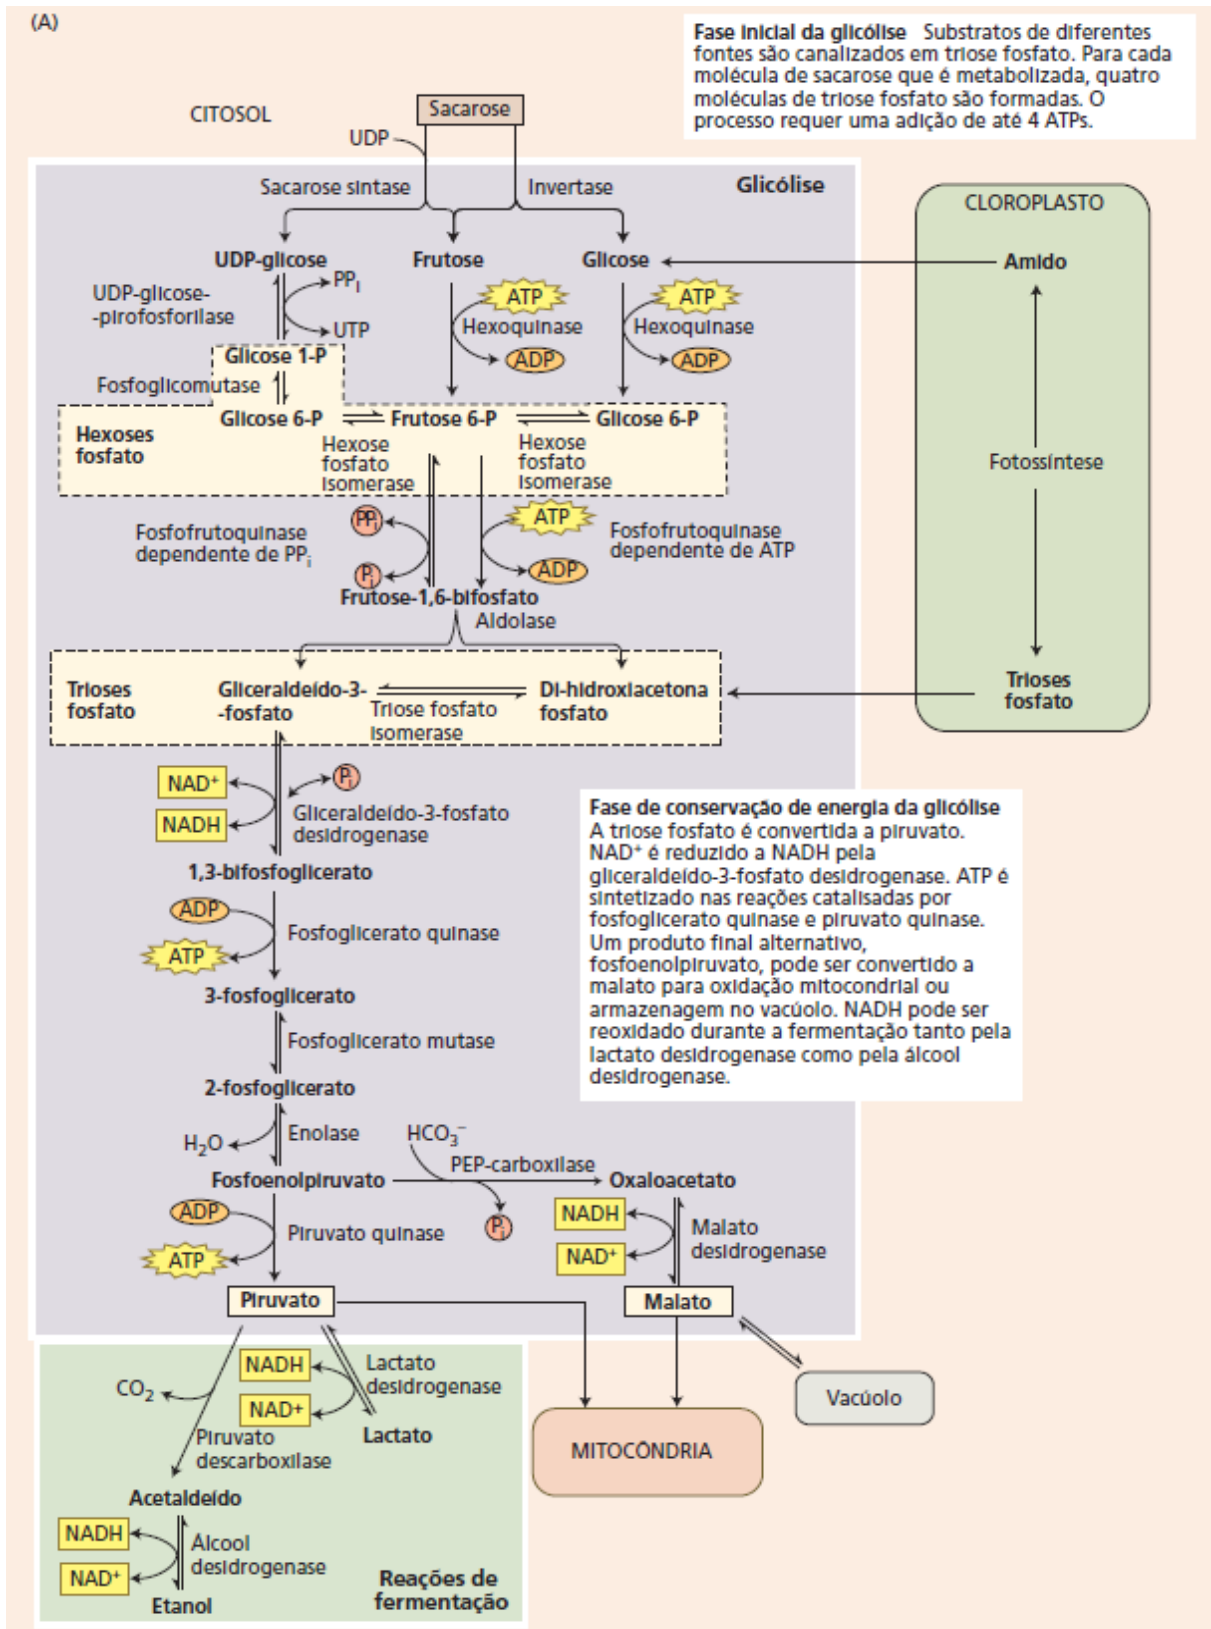 (A)
Fase inicial da glicólise Substratos de diferentes
fontes são canalizados em triose fosfato. Para cada
molécula de sacarose que é metabolizada, quatro
moléculas de triose fosfato são formadas. O
processo requer uma adição de até 4 ATPs.
CITOSOL
Sacarose
UDP
Sacarose sintase
Invertase
Glicólise
CLOROPLASTO
UDP-glicose
Frutose
Glicose
Amido
UDP-glicose-
-pirofosforilase
PPi
UTP
ATP
Hexoquinase
ADP
ATP
Hexoquinase
ADP
Glicose 1-P
Fosfoglicomutase
Hexoses
fosfato
Glicose 6-P
Frutose 6-P
Glicose 6-P
Hexose
fosfato
isomerase
Hexose
fosfato
isomerase
Fotossíntese
Fosfofrutoquinase
dependente de PPi
PPi
Pi
ATP
ADP
Fosfofrutoquinase
dependente de ATP
Frutose-1,6-bifosfato
Aldolase
Trioses
fosfato
Gliceraldeído-3-
-fosfato
Triose fosfato
isomerase
Di-hidroxiacetona
fosfato
Trioses
fosfato
NAD⁺
NADH
Pi
Gliceraldeído-3-fosfato
desidrogenase
1,3-bifosfoglicerato
Fase de conservação de energia da glicólise
A triose fosfato é convertida a piruvato.
NAD⁺ é reduzido a NADH pela
gliceraldeído-3-fosfato desidrogenase. ATP é
sintetizado nas reações catalisadas por
fosfoglicerato quinase e piruvato quinase.
Um produto final alternativo,
fosfoenolpiruvato, pode ser convertido a
malato para oxidação mitocondrial ou
armazenagem no vacúolo. NADH pode ser
reoxidado durante a fermentação tanto pela
lactato desidrogenase como pela álcool
desidrogenase.
ADP
ATP
Fosfoglicerato quinase
3-fosfoglicerato
Fosfoglicerato mutase
2-fosfoglicerato
H₂O
Enolase
HCO₃⁻
PEP-carboxilase
Fosfoenolpiruvato
Oxaloacetato
ADP
ATP
Piruvato quinase
Pi
NADH
NAD⁺
Malato
desidrogenase
Piruvato
Malato
CO₂
NADH
NAD+
Lactato
desidrogenase
Lactato
Vacúolo
MITOCÔNDRIA
Piruvato
descarboxilase
Acetaldeído
NADH
NAD⁺
Álcool
desidrogenase
Etanol
Reações de
fermentação